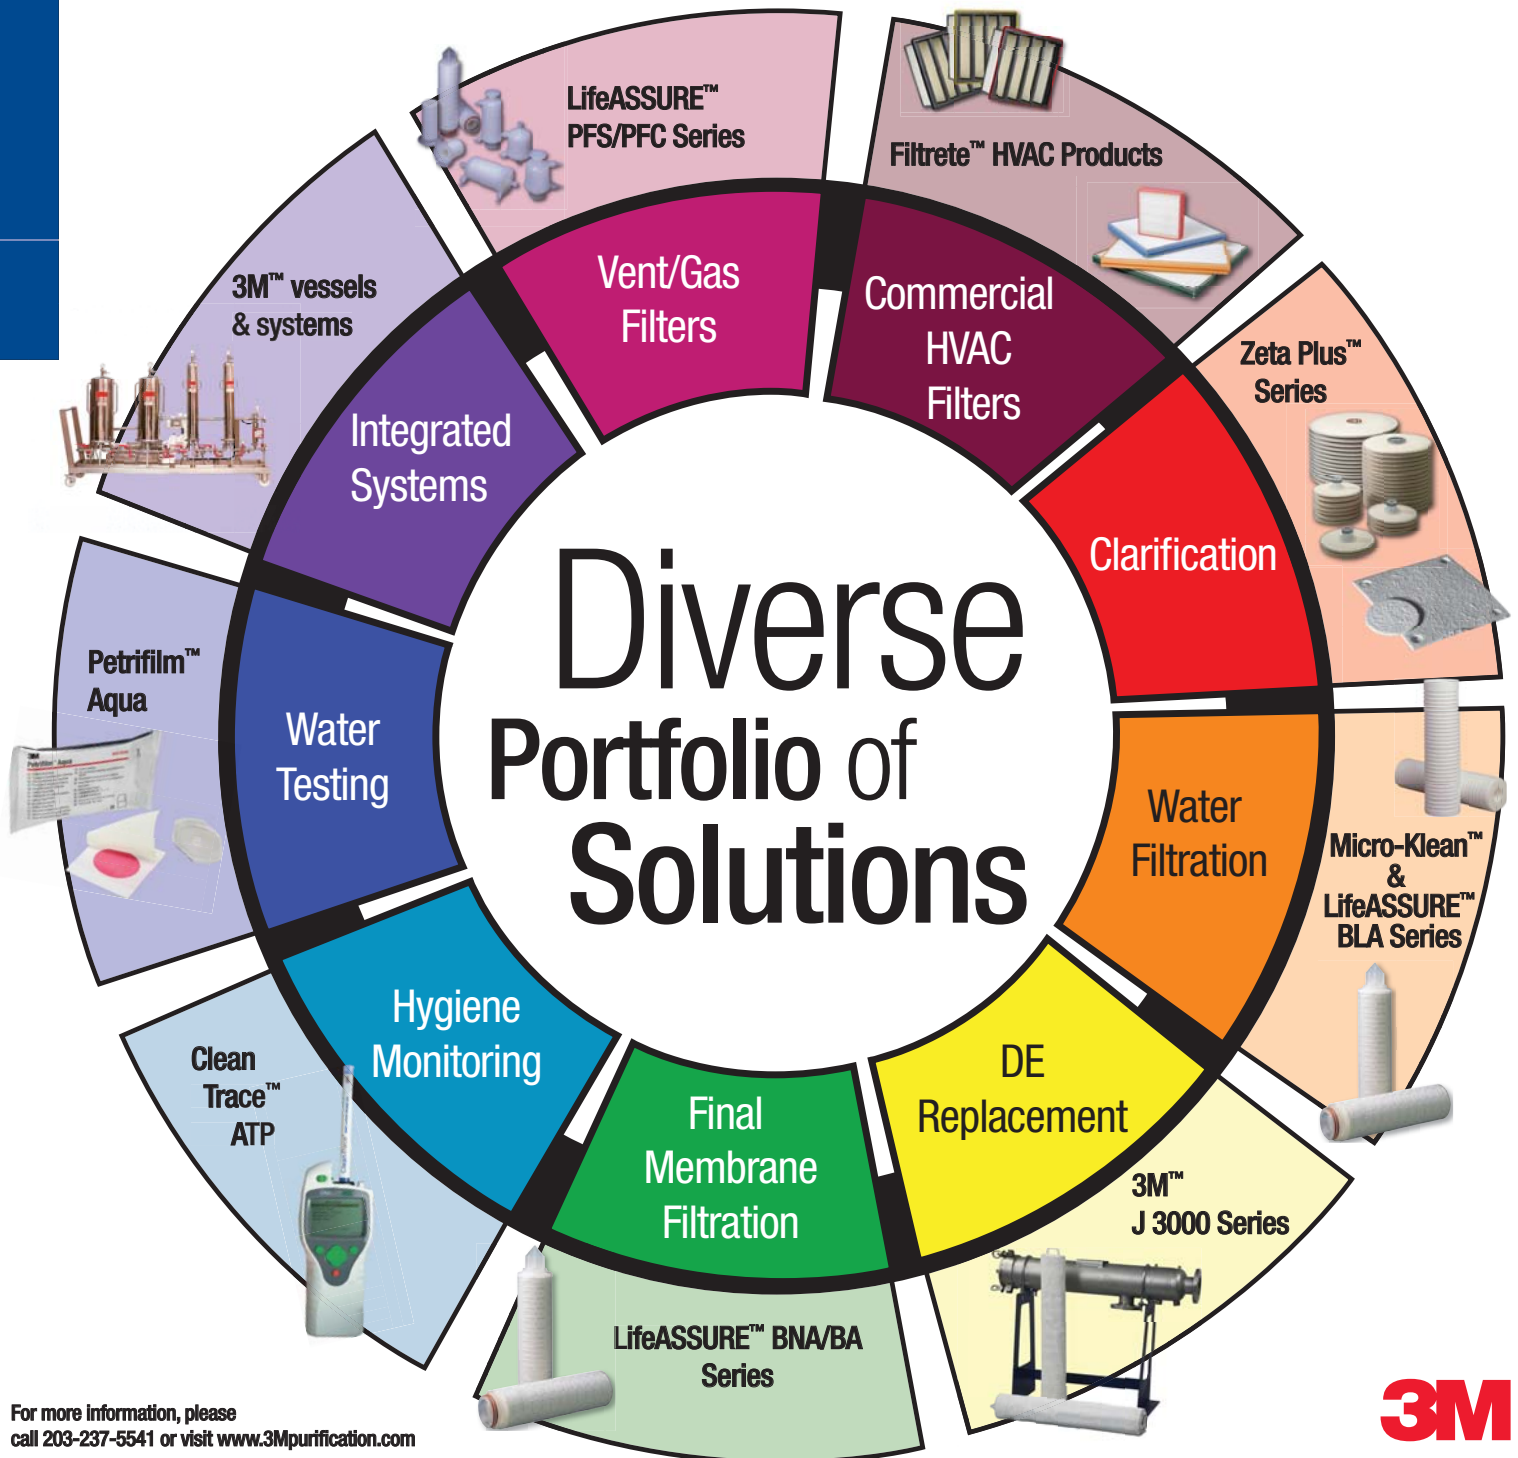 LifeASSURE™
PFS/PFC Series
Filtrete™ HVAC Products
3M™ vessels
& systems
Vent/Gas
Filters
Commercial
HVAC
Filters
Zeta Plus™
Series
Integrated
Systems
Clarification
Diverse
Portfolio of
Solutions
Petrifilm™
Aqua
Water
Testing
3M
Petrifilm™ Aqua
Water
Filtration
Micro-Klean™
&
LifeASSURE™
BLA Series
Hygiene
Monitoring
Clean
Trace™
ATP
DE
Replacement
Final
Membrane
Filtration
3M™
J 3000 Series
LifeASSURE™ BNA/BA
Series
For more information, please
call 203-237-5541 or visit www.3Mpurification.com
3M